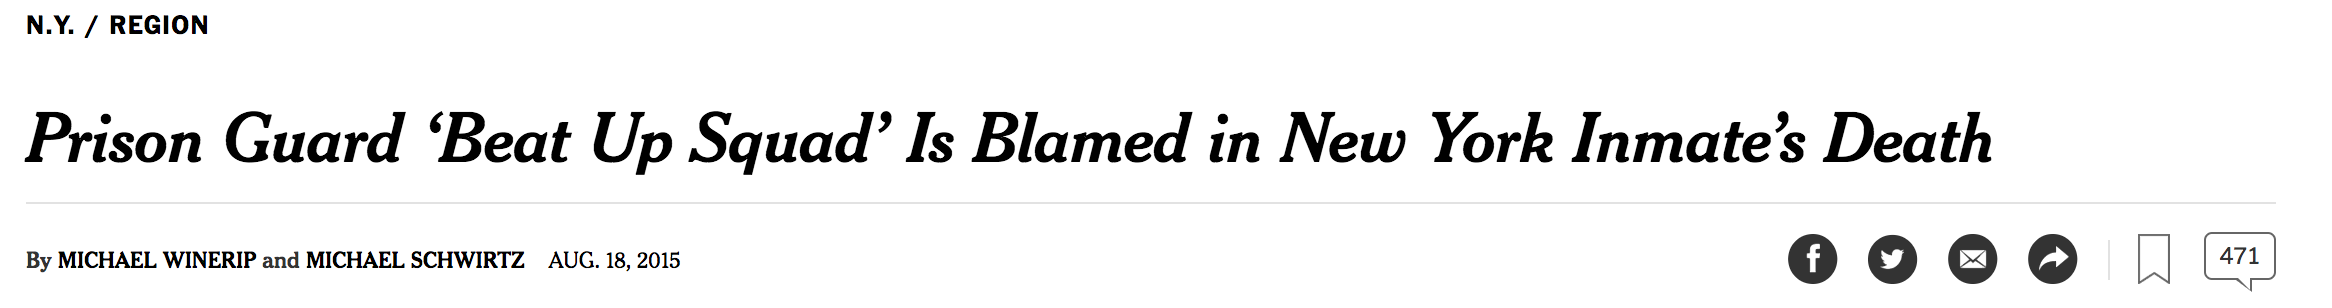 N.Y. / REGION
Prison Guard ‘Beat Up Squad’ Is Blamed in New York Inmate’s Death
By MICHAEL WINERIP and MICHAEL SCHWIRTZ AUG. 18, 2015
471